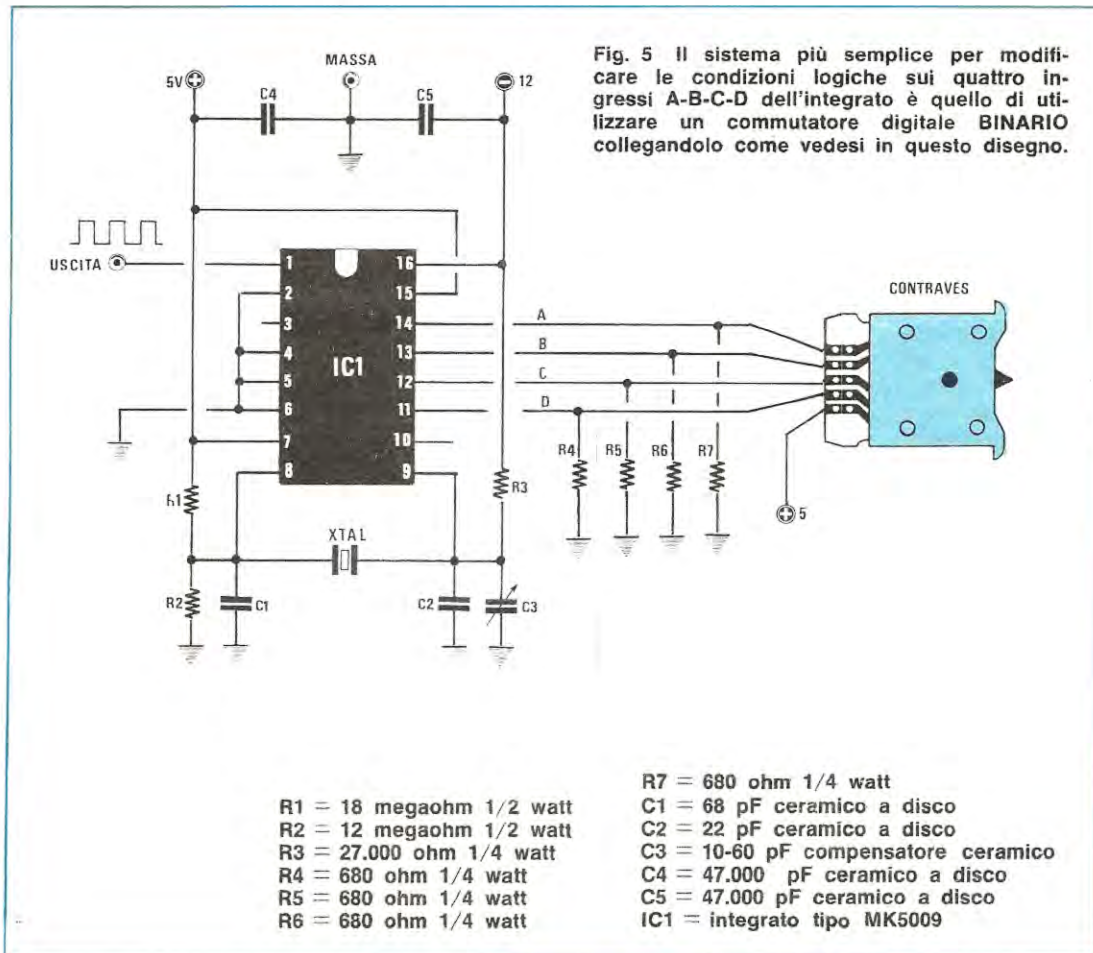 Fig. 5 Il sistema più semplice per modifi-
care le condizioni logiche sui quattro in-
gressi A-B-C-D dell'integrato è quello di uti-
lizzare un commutatore digitale BINARIO
collegandolo come vedesi in questo disegno.
MASSA
5V
12
C4
C5
USCITA
1
2
3
4
5
6
7
8
16
15
14
13
12
11
10
9
IC1
A
B
C
D
CONTRAVES
R1
R3
R4
R5
R6
R7
5
XTAL
R2
C1
C2
C3
R1 = 18 megaohm 1/2 watt
R2 = 12 megaohm 1/2 watt
R3 = 27.000 ohm 1/4 watt
R4 = 680 ohm 1/4 watt
R5 = 680 ohm 1/4 watt
R6 = 680 ohm 1/4 watt
R7 = 680 ohm 1/4 watt
C1 = 68 pF ceramico a disco
C2 = 22 pF ceramico a disco
C3 = 10-60 pF compensatore ceramico
C4 = 47.000 pF ceramico a disco
C5 = 47.000 pF ceramico a disco
IC1 = integrato tipo MK5009